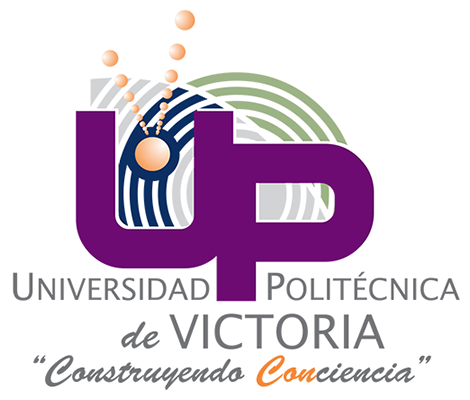 UP
UNIVERSIDAD POLITÉCNICA
de VICTORIA
“Construyendo Conciencia”